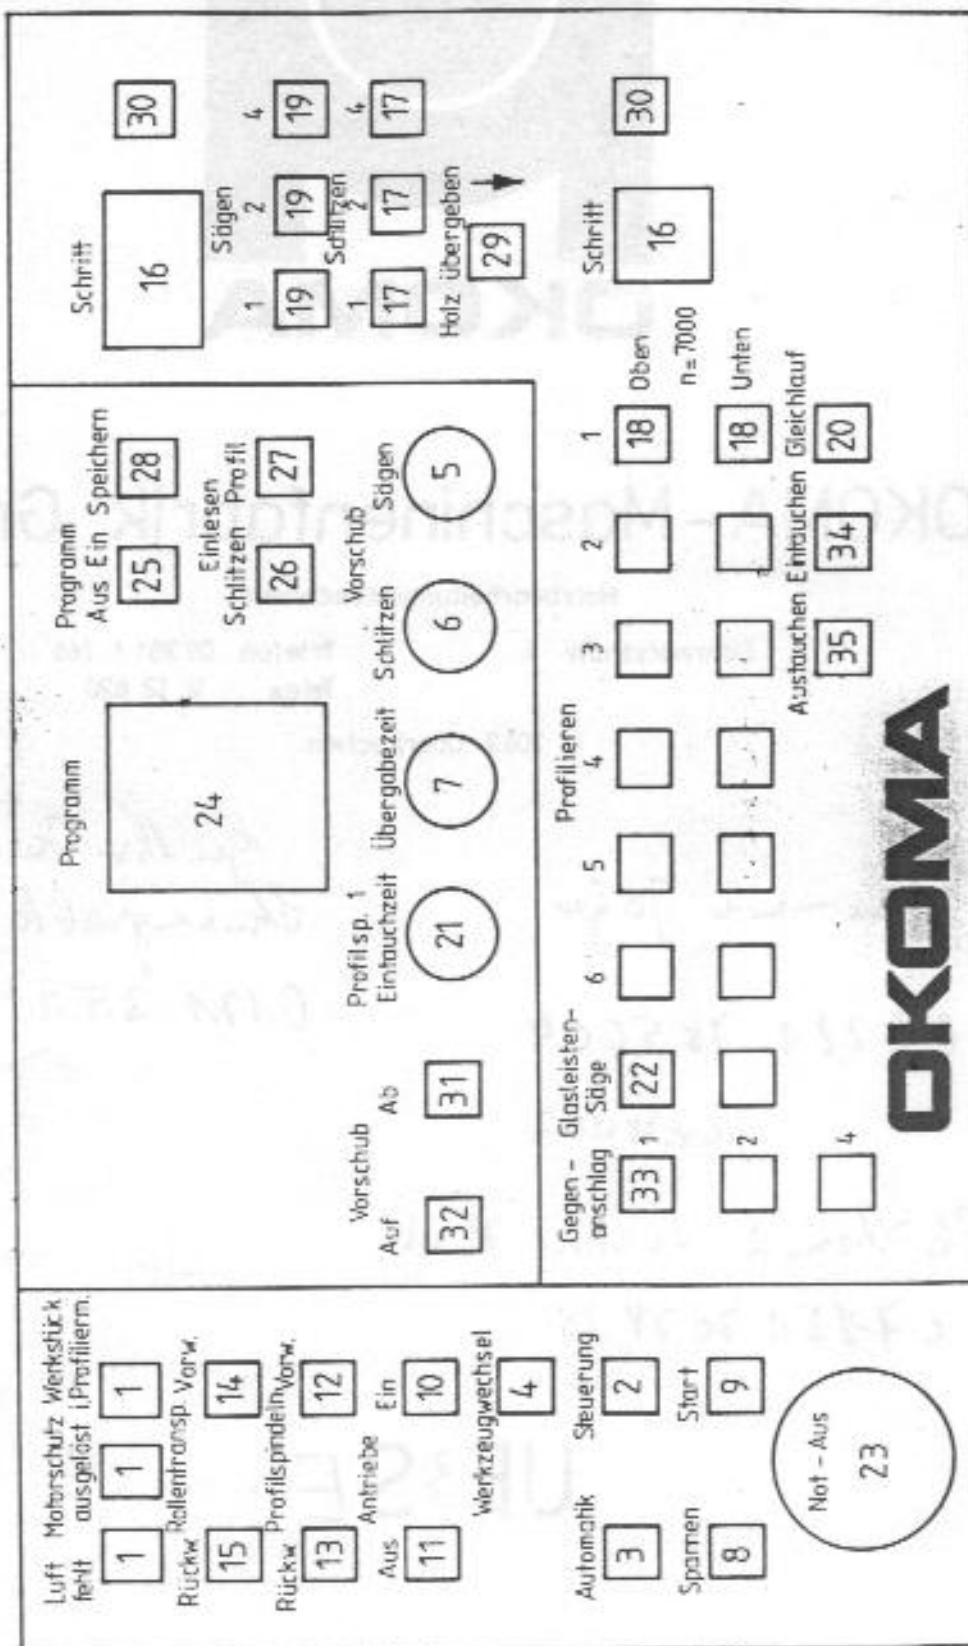 Luft fehlt
Motorschutz ausgelöst
Werkstück i.Profilierm.
1 1 1
Rückw. Rollentransp. Vorw.
15 14
Rückw. Profilspindeln Vorw.
13 12
Antriebe
Aus Ein
11 10
Werkzeugwechsel
4
Automatik Steuerung
3 2
Spannen Start
8 9
Not - Aus
23
Programm
24
Programm
Aus Ein Speichern
25 28
Einlesen
Schlitzen Profil
26 27
Vorschub
Auf Ab
32 31
Profilsp. 1
Eintauchzeit
21
Übergabezeit
7
Vorschub
Schlitzen Sägen
6 5
Schritt
16 30
Sägen
1 2 4
19 19 19
Schlitzen
1 2 4
17 17 17
Holz übergeben
29
Schritt
16 30
Gegen-
anschlag
Glasleisten-
Säge
Profilieren
6 5 4 3 2 1
33 1 22 18 Oben
n=7000
2 18 Unten
Austauchen Eintauchen Gleichlauf
4 35 34 20
OKOMA
OKOMA - Maschinenfabrik G